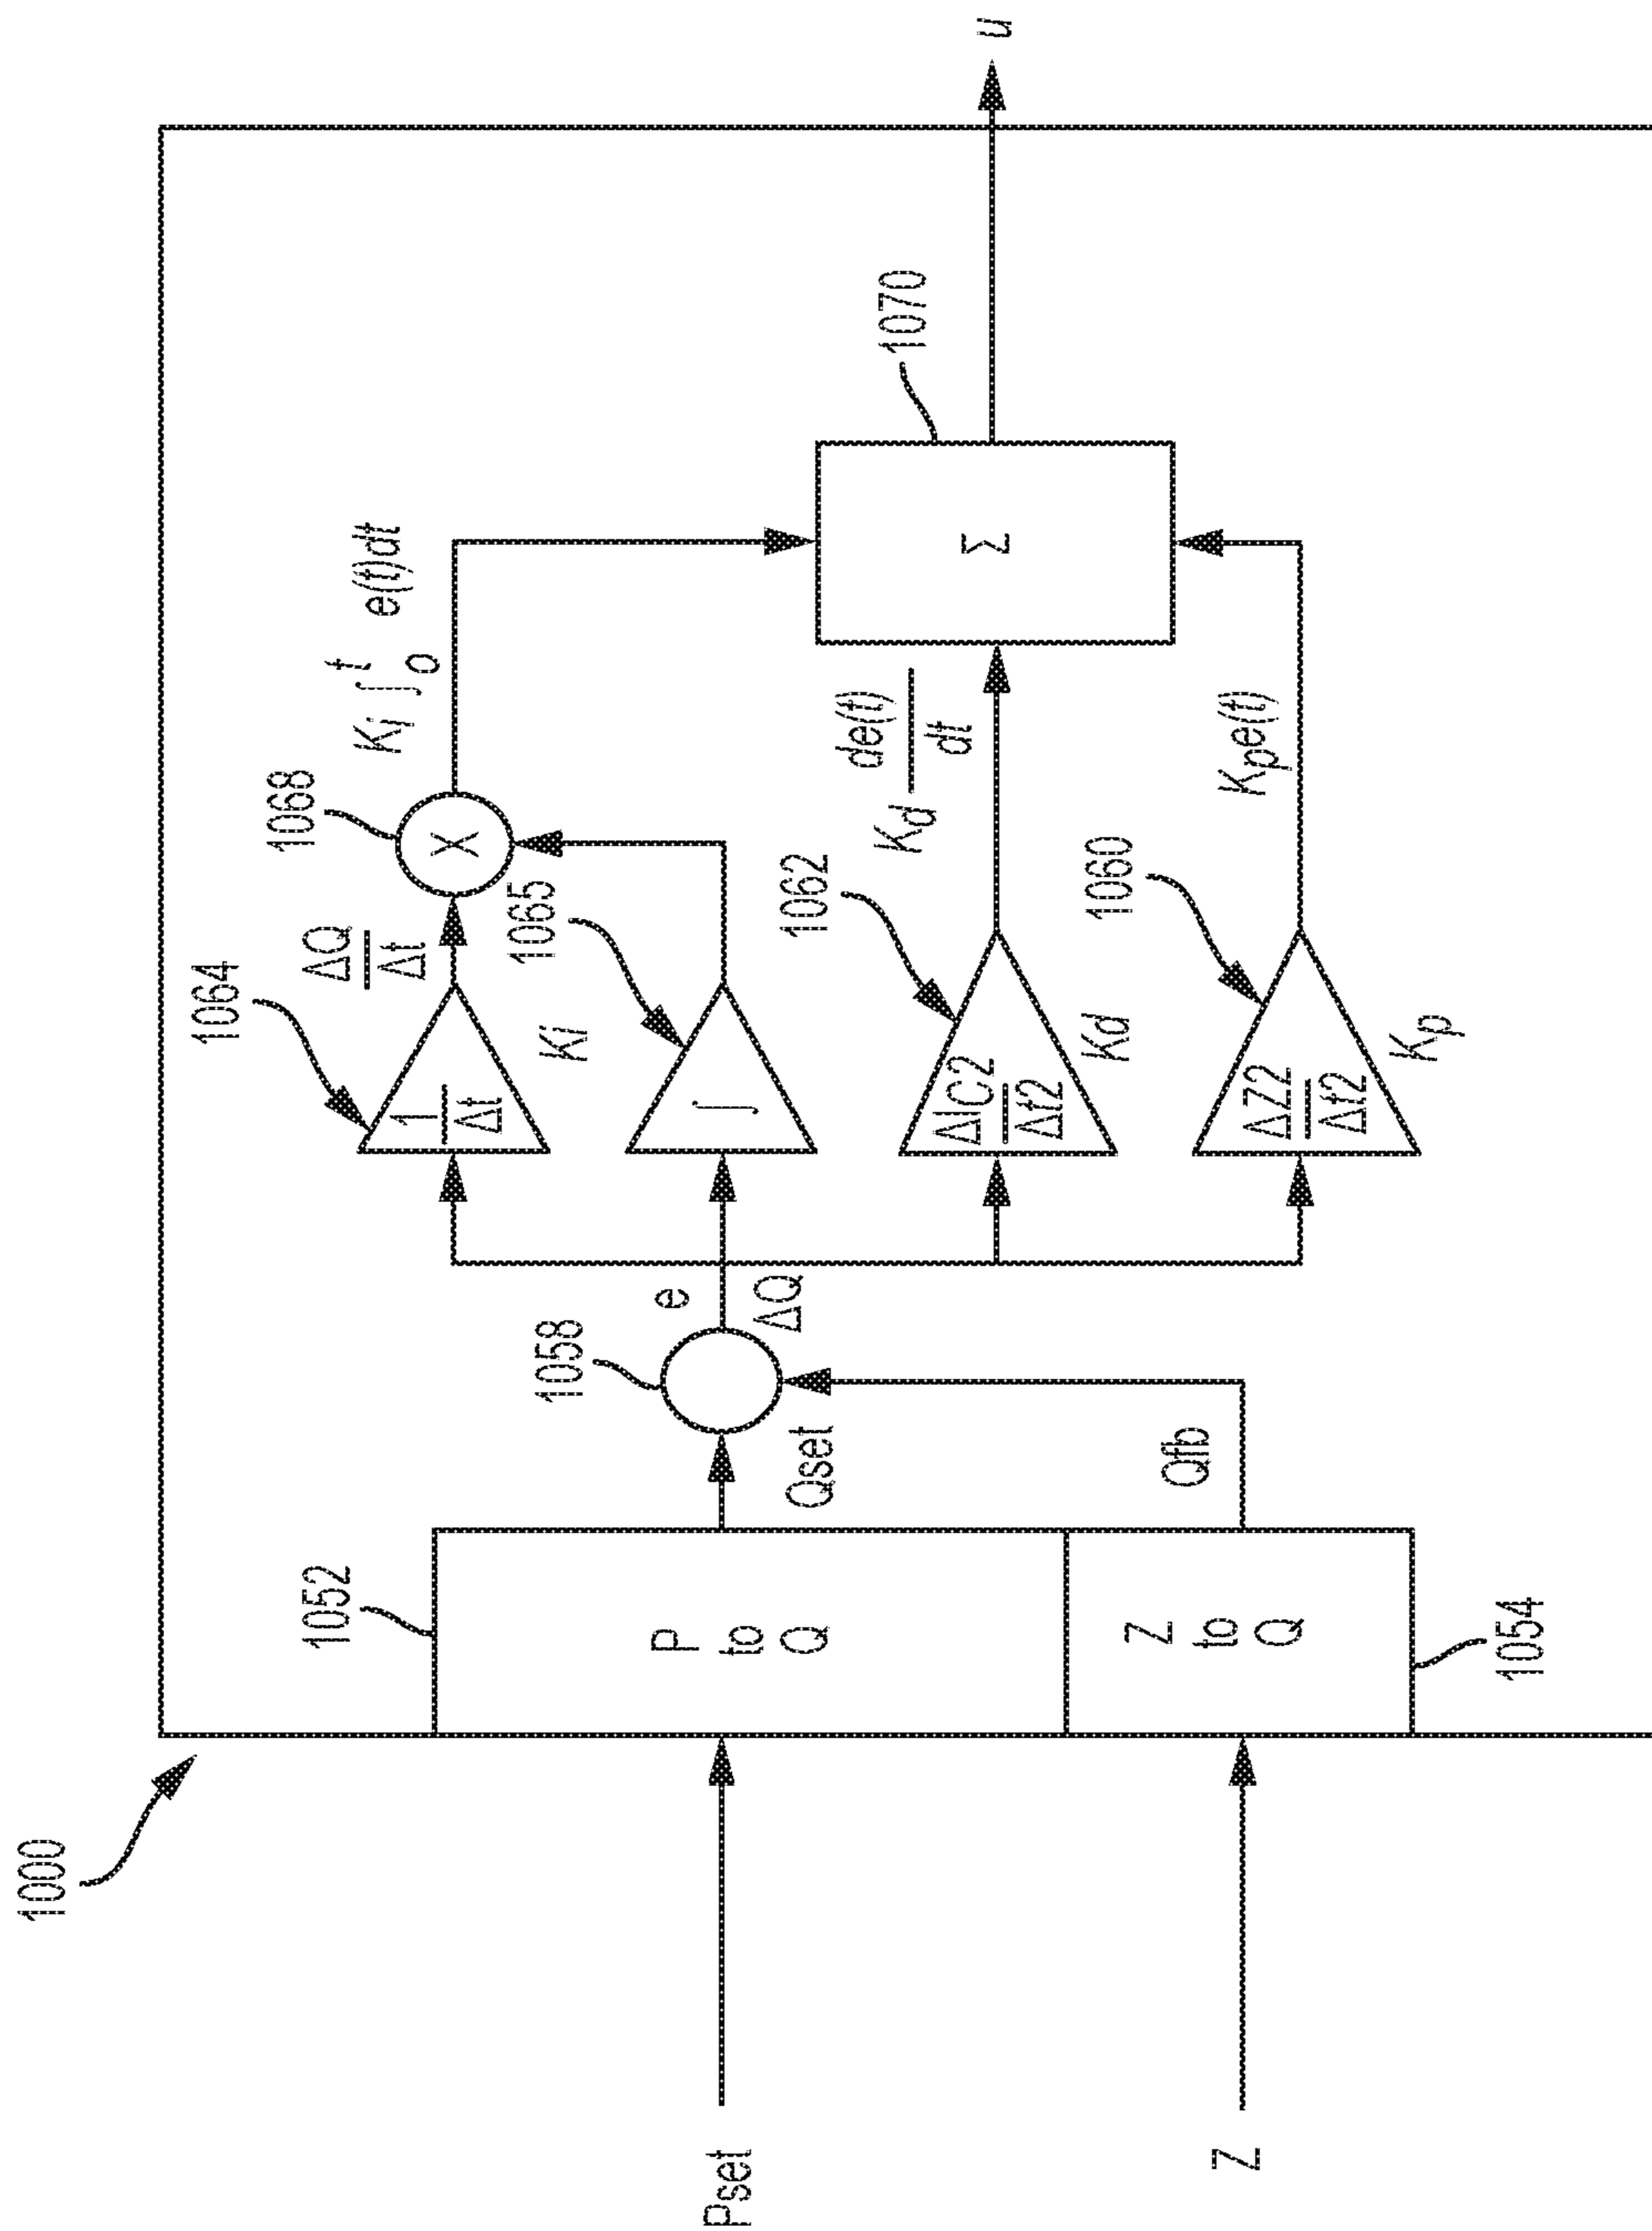 1000
Pset
Z
1052
P
to
Q
Z
to
Q
1054
Qset
Qfb
1058
e
ΔQ
1064
1
Δt
ΔQ
Δt
Ki
1065
∫
1068
X
Ki ∫ₒᵗ e(t)dt
1062
ΔIC2
Δt2
Kd
Kd de(t)
dt
1060
ΔZ2
Δt2
Kp
Kpe(t)
1070
Σ
u